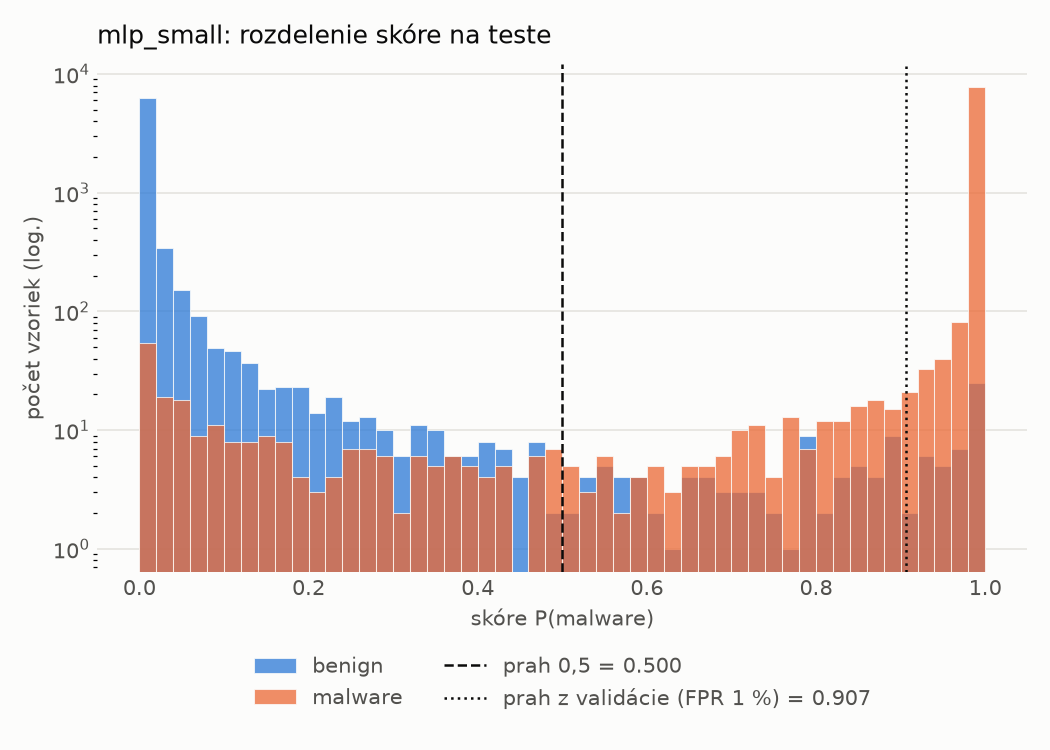 mlp_small: rozdelenie skóre na teste
10⁴
10³
10²
10¹
10⁰
počet vzoriek (log.)
0.0 0.2 0.4 0.6 0.8 1.0
skóre P(malware)
benign
malware
prah 0,5 = 0.500
prah z validácie (FPR 1 %) = 0.907